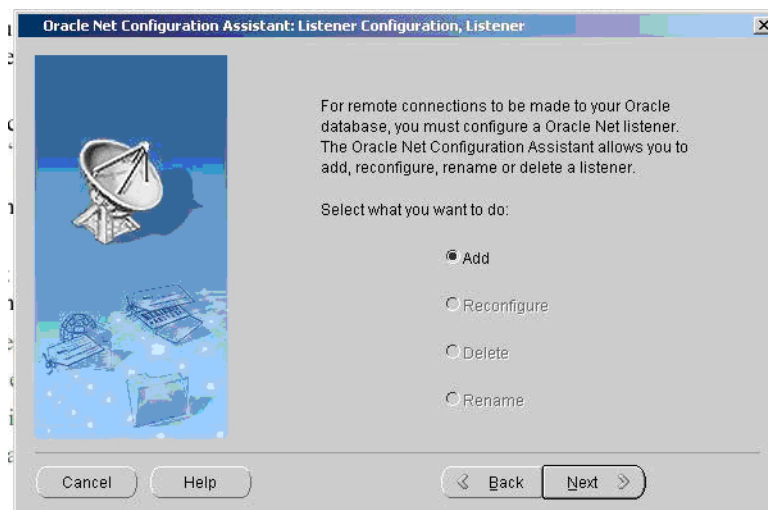 Oracle Net Configuration Assistant: Listener Configuration, Listener
For remote connections to be made to your Oracle
database, you must configure a Oracle Net listener.
The Oracle Net Configuration Assistant allows you to
add, reconfigure, rename or delete a listener.
Select what you want to do:
Add
Reconfigure
Delete
Rename
Cancel
Help
Back
Next